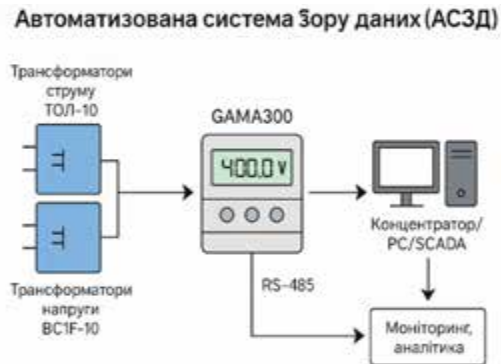 Автоматизована система Зору даних (АСЗД)
Трансформатори
струму
ТОЛ-10
GAMA300
400.0 V
Трансформатори
напруги
BC1F-10
RS-485
Концентратор/
PC/SCADA
Моніторинг,
аналітика